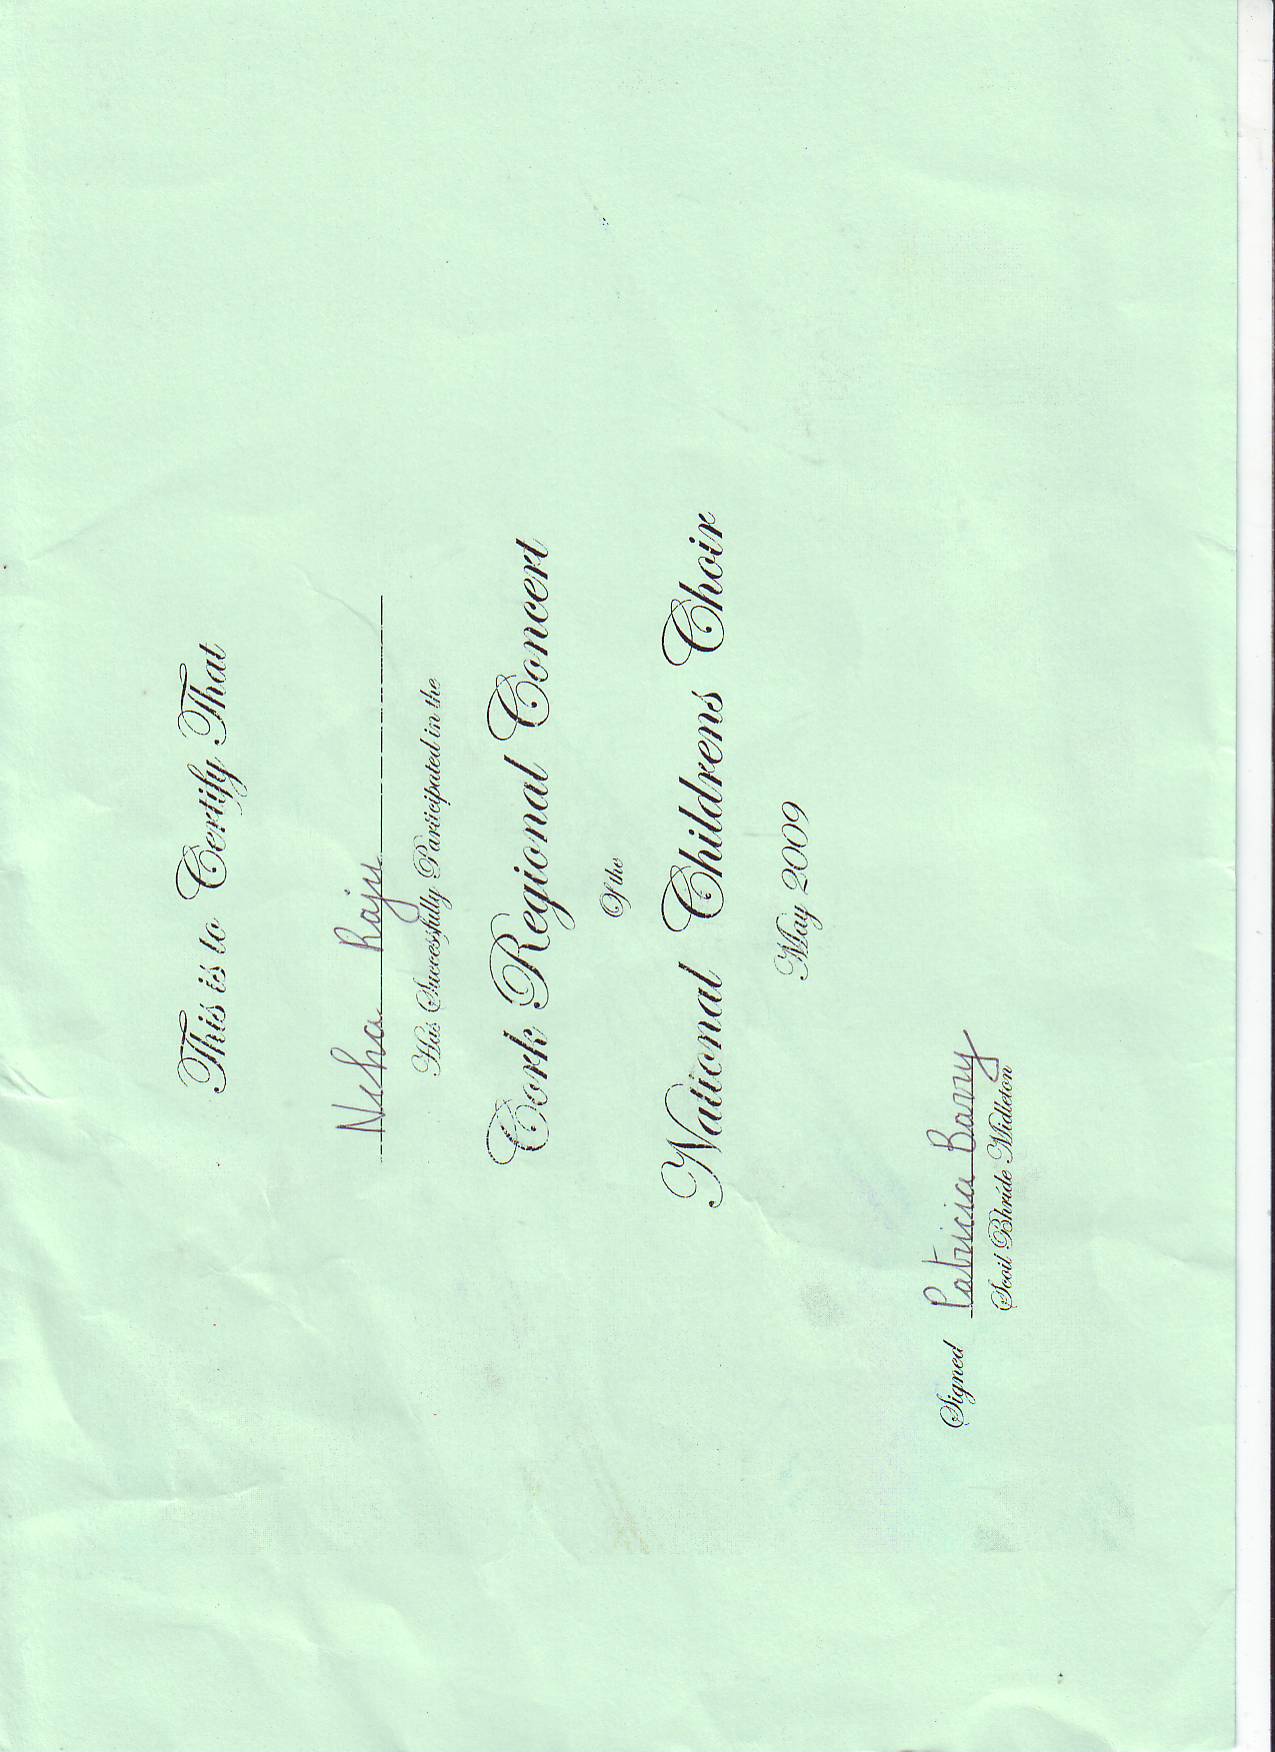 This is to Certify That
Neha Raju
Has Successfully Participated in the
Cork Regional Concert
Of the
National Childrens Choir
May 2009
Signed Patricia Barry
Scoil Bhríde Midleton